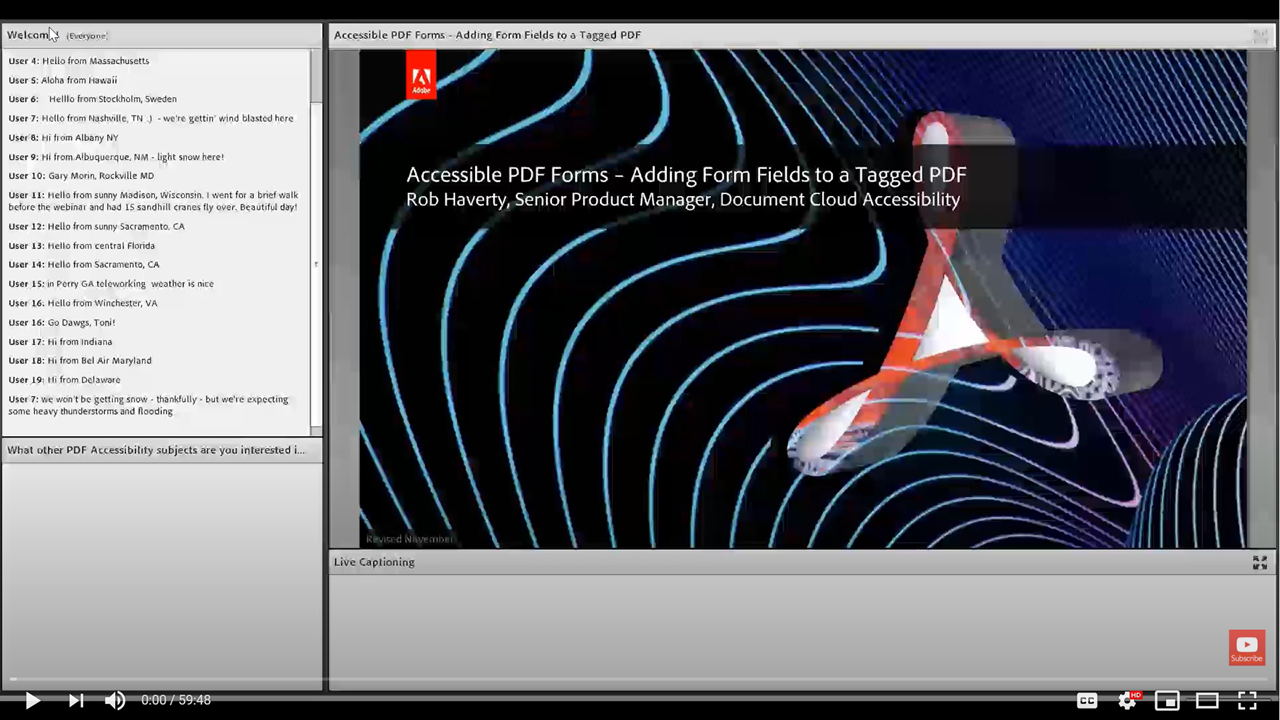 Welcome! (Everyone)
User 4: Hello from Massachusetts
User 5: Aloha from Hawaii
User 6: Helllo from Stockholm, Sweden
User 7: Hello from Nashville, TN :) - we're gettin' wind blasted here
User 8: Hi from Albany NY
User 9: Hi from Albuquerque, NM - light snow here!
User 10: Gary Morin, Rockville MD
User 11: Hello from sunny Madison, Wisconsin. I went for a brief walk
before the webinar and had 15 sandhill cranes fly over. Beautiful day!
User 12: Hello from sunny Sacramento, CA
User 13: Hello from central Florida
User 14: Hello from Sacramento, CA
User 15: in Perry GA teleworking weather is nice
User 16: Hello from Winchester, VA
User 16: Go Dawgs, Toni!
User 17: Hi from Indiana
User 18: Hi from Bel Air Maryland
User 19: Hi from Delaware
User 7: we won't be getting snow - thankfully - but we're expecting
some heavy thunderstorms and flooding
What other PDF Accessibility subjects are you interested i...
Accessible PDF Forms - Adding Form Fields to a Tagged PDF
Adobe
Accessible PDF Forms – Adding Form Fields to a Tagged PDF
Rob Haverty, Senior Product Manager, Document Cloud Accessibility
Revised November
Live Captioning
Subscribe
0:00 / 59:48
CC
HD